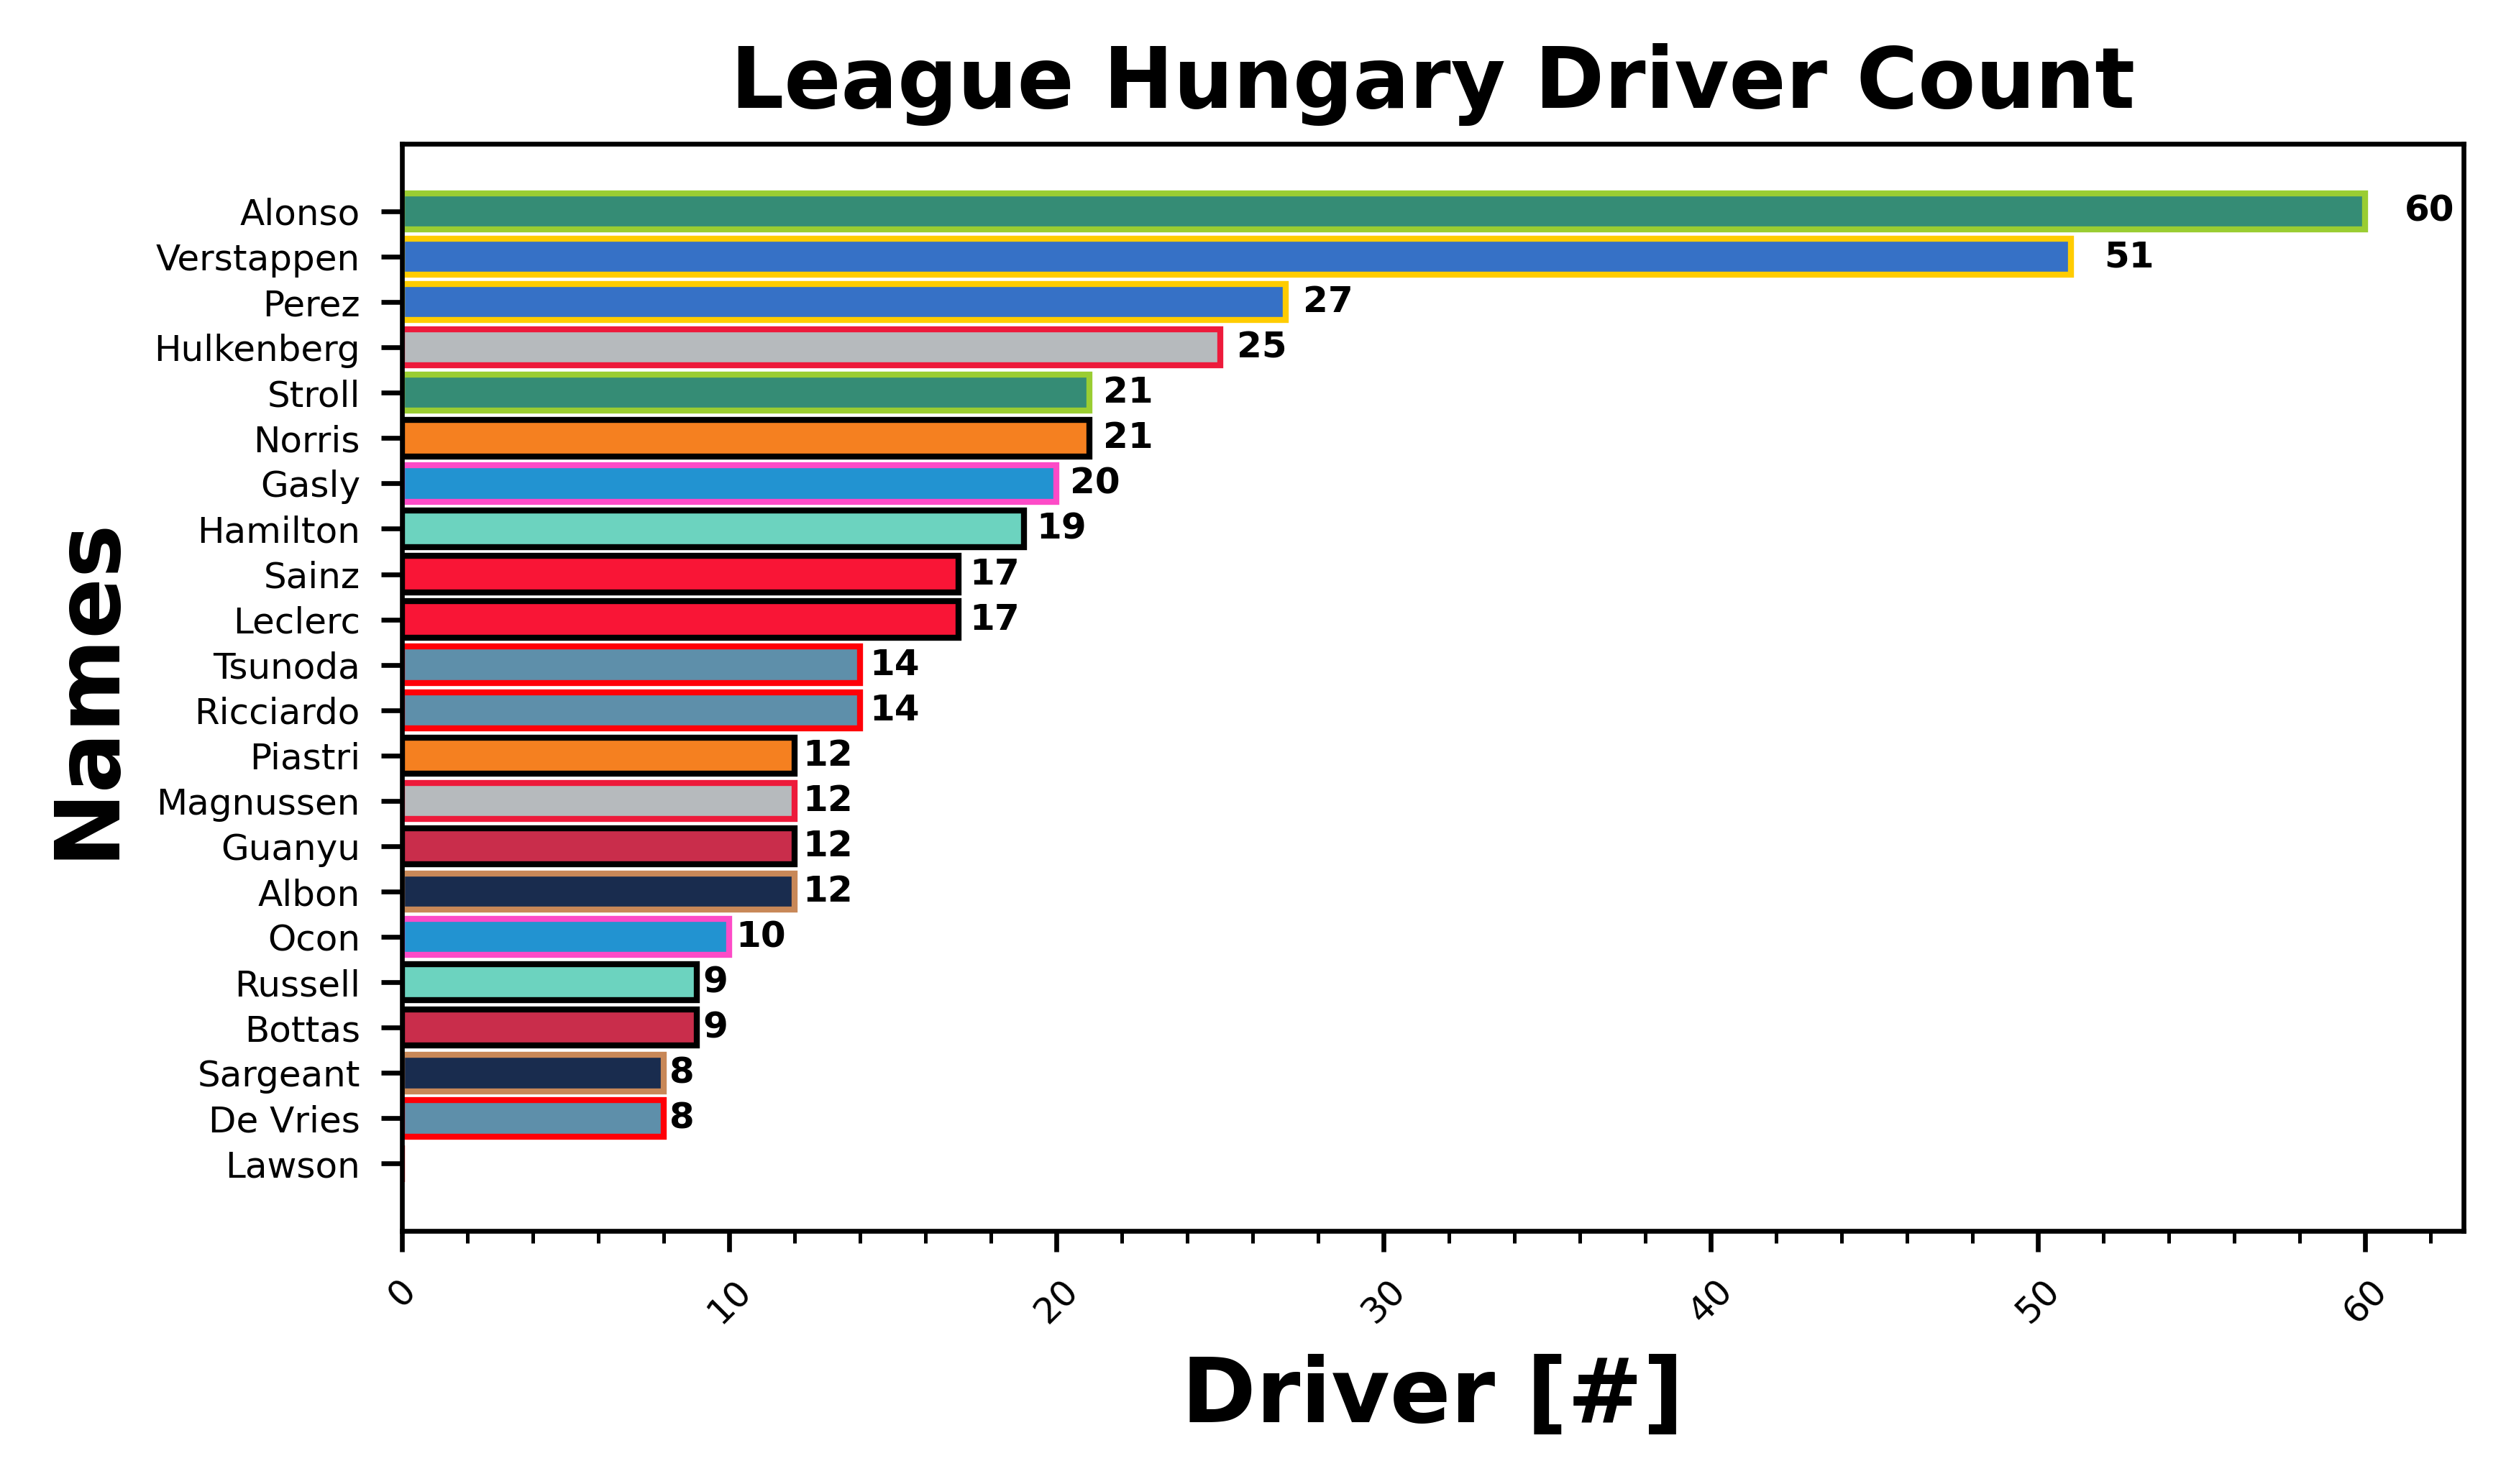 League Hungary Driver Count
Names
Alonso 60
Verstappen 51
Perez 27
Hulkenberg 25
Stroll 21
Norris 21
Gasly 20
Hamilton 19
Sainz 17
Leclerc 17
Tsunoda 14
Ricciardo 14
Piastri 12
Magnussen 12
Guanyu 12
Albon 12
Ocon 10
Russell 9
Bottas 9
Sargeant 8
De Vries 8
Lawson
0 10 20 30 40 50 60
Driver [#]